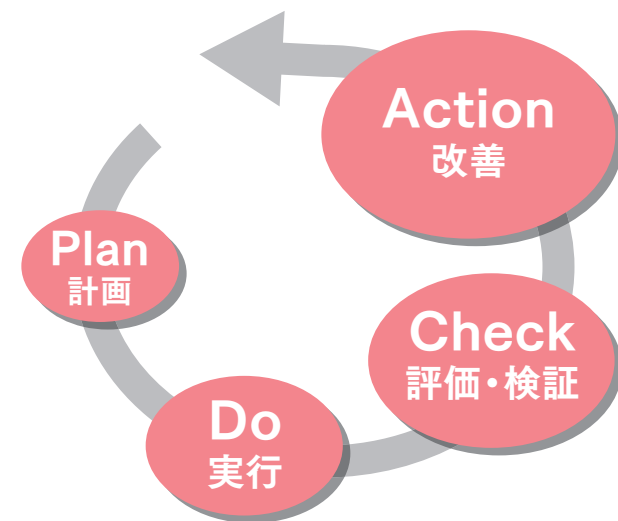 Plan
計画
Do
実行
Check
評価・検証
Action
改善